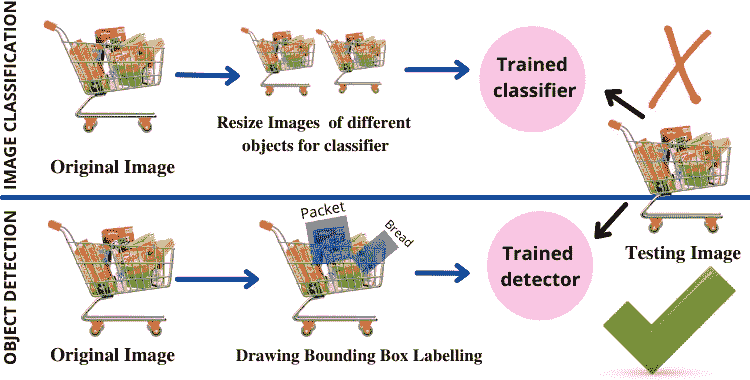 IMAGE CLASSIFICATION
Original Image
Resize Images of different
objects for classifier
Trained
classifier
Testing Image
OBJECT DETECTION
Original Image
Packet
Bread
Drawing Bounding Box Labelling
Trained
detector